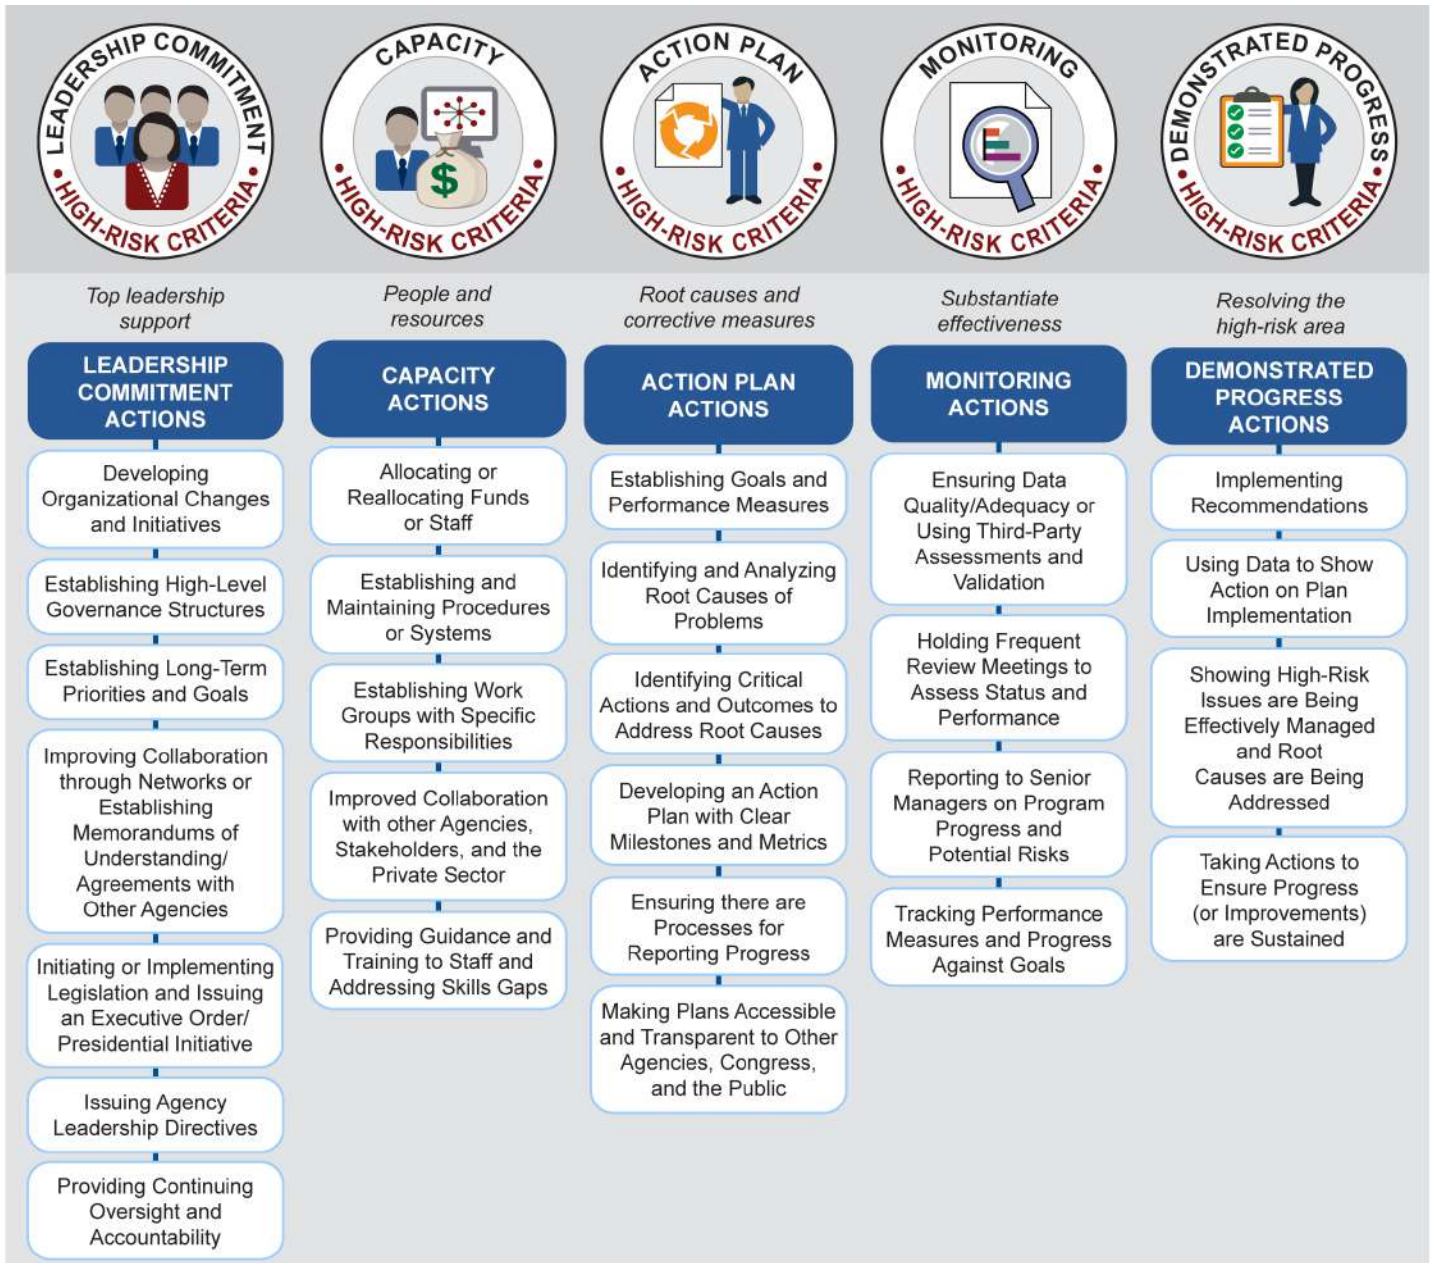 LEADERSHIP COMMITMENT
HIGH-RISK CRITERIA
CAPACITY
$
HIGH-RISK CRITERIA
ACTION PLAN
HIGH-RISK CRITERIA
MONITORING
HIGH-RISK CRITERIA
DEMONSTRATED PROGRESS
HIGH-RISK CRITERIA
Top leadership
support
LEADERSHIP
COMMITMENT
ACTIONS
Developing
Organizational Changes
and Initiatives
Establishing High-Level
Governance Structures
Establishing Long-Term
Priorities and Goals
Improving Collaboration
through Networks or
Establishing
Memorandums of
Understanding/
Agreements with
Other Agencies
Initiating or Implementing
Legislation and Issuing
an Executive Order/
Presidential Initiative
Issuing Agency
Leadership Directives
Providing Continuing
Oversight and
Accountability
People and
resources
CAPACITY
ACTIONS
Allocating or
Reallocating Funds
or Staff
Establishing and
Maintaining Procedures
or Systems
Establishing Work
Groups with Specific
Responsibilities
Improved Collaboration
with other Agencies,
Stakeholders, and the
Private Sector
Providing Guidance and
Training to Staff and
Addressing Skills Gaps
Root causes and
corrective measures
ACTION PLAN
ACTIONS
Establishing Goals and
Performance Measures
Identifying and Analyzing
Root Causes of
Problems
Identifying Critical
Actions and Outcomes to
Address Root Causes
Developing an Action
Plan with Clear
Milestones and Metrics
Ensuring there are
Processes for
Reporting Progress
Making Plans Accessible
and Transparent to Other
Agencies, Congress,
and the Public
Substantiate
effectiveness
MONITORING
ACTIONS
Ensuring Data
Quality/Adequacy or
Using Third-Party
Assessments and
Validation
Holding Frequent
Review Meetings to
Assess Status and
Performance
Reporting to Senior
Managers on Program
Progress and
Potential Risks
Tracking Performance
Measures and Progress
Against Goals
Resolving the
high-risk area
DEMONSTRATED
PROGRESS
ACTIONS
Implementing
Recommendations
Using Data to Show
Action on Plan
Implementation
Showing High-Risk
Issues are Being
Effectively Managed
and Root
Causes are Being
Addressed
Taking Actions to
Ensure Progress
(or Improvements)
are Sustained